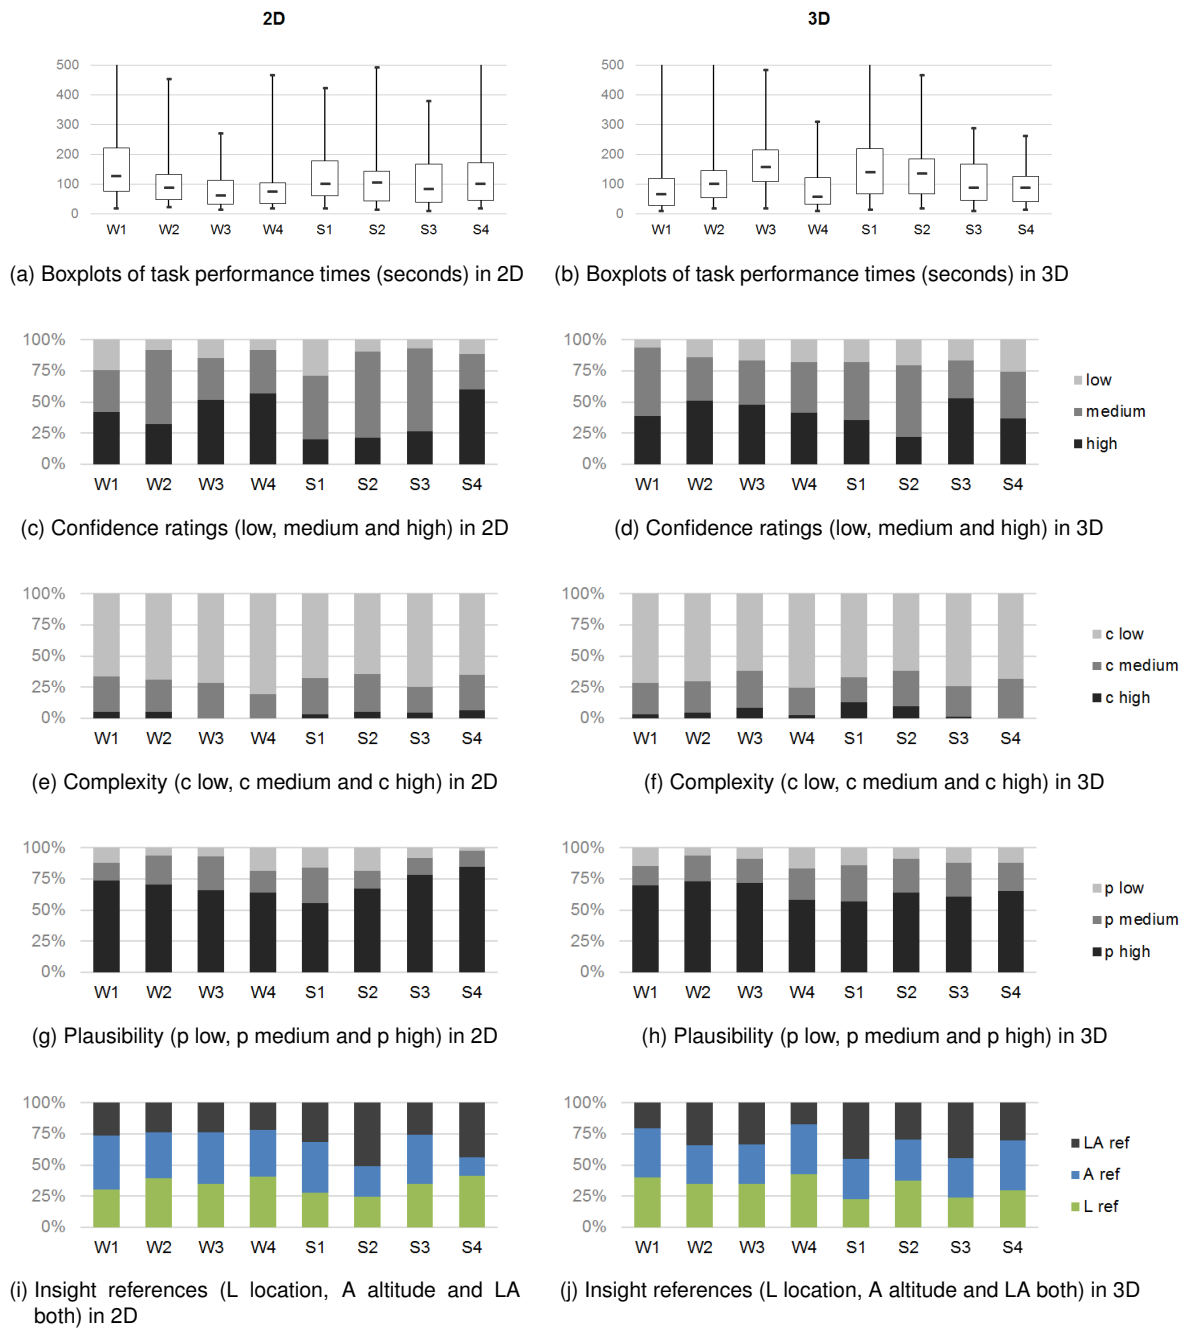 2D
3D
500
400
300
200
100
0
W1 W2 W3 W4 S1 S2 S3 S4
500
400
300
200
100
0
W1 W2 W3 W4 S1 S2 S3 S4
(a) Boxplots of task performance times (seconds) in 2D
(b) Boxplots of task performance times (seconds) in 3D
100%
75%
50%
25%
0%
W1 W2 W3 W4 S1 S2 S3 S4
100%
75%
50%
25%
0%
W1 W2 W3 W4 S1 S2 S3 S4
low
medium
high
(c) Confidence ratings (low, medium and high) in 2D
(d) Confidence ratings (low, medium and high) in 3D
100%
75%
50%
25%
0%
W1 W2 W3 W4 S1 S2 S3 S4
100%
75%
50%
25%
0%
W1 W2 W3 W4 S1 S2 S3 S4
c low
c medium
c high
(e) Complexity (c low, c medium and c high) in 2D
(f) Complexity (c low, c medium and c high) in 3D
100%
75%
50%
25%
0%
W1 W2 W3 W4 S1 S2 S3 S4
100%
75%
50%
25%
0%
W1 W2 W3 W4 S1 S2 S3 S4
p low
p medium
p high
(g) Plausibility (p low, p medium and p high) in 2D
(h) Plausibility (p low, p medium and p high) in 3D
100%
75%
50%
25%
0%
W1 W2 W3 W4 S1 S2 S3 S4
100%
75%
50%
25%
0%
W1 W2 W3 W4 S1 S2 S3 S4
LA ref
A ref
L ref
(i) Insight references (L location, A altitude and LA
both) in 2D
(j) Insight references (L location, A altitude and LA both) in 3D